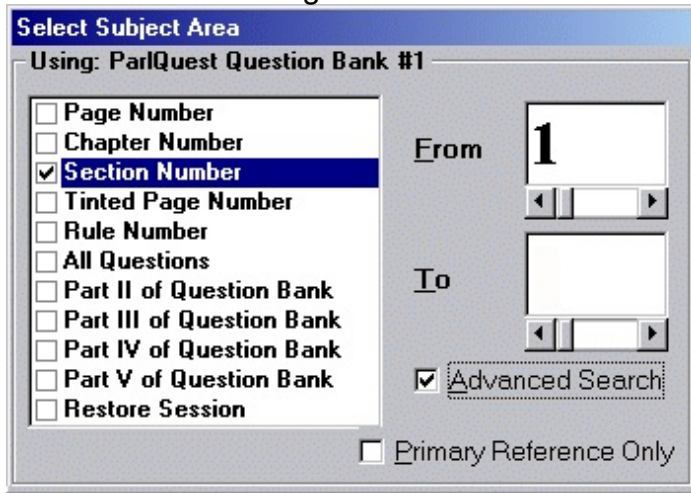 Select Subject Area
Using: ParlQuest Question Bank #1
Page Number
Chapter Number
Section Number
Tinted Page Number
Rule Number
All Questions
Part II of Question Bank
Part III of Question Bank
Part IV of Question Bank
Part V of Question Bank
Restore Session
From
1
To
Advanced Search
Primary Reference Only